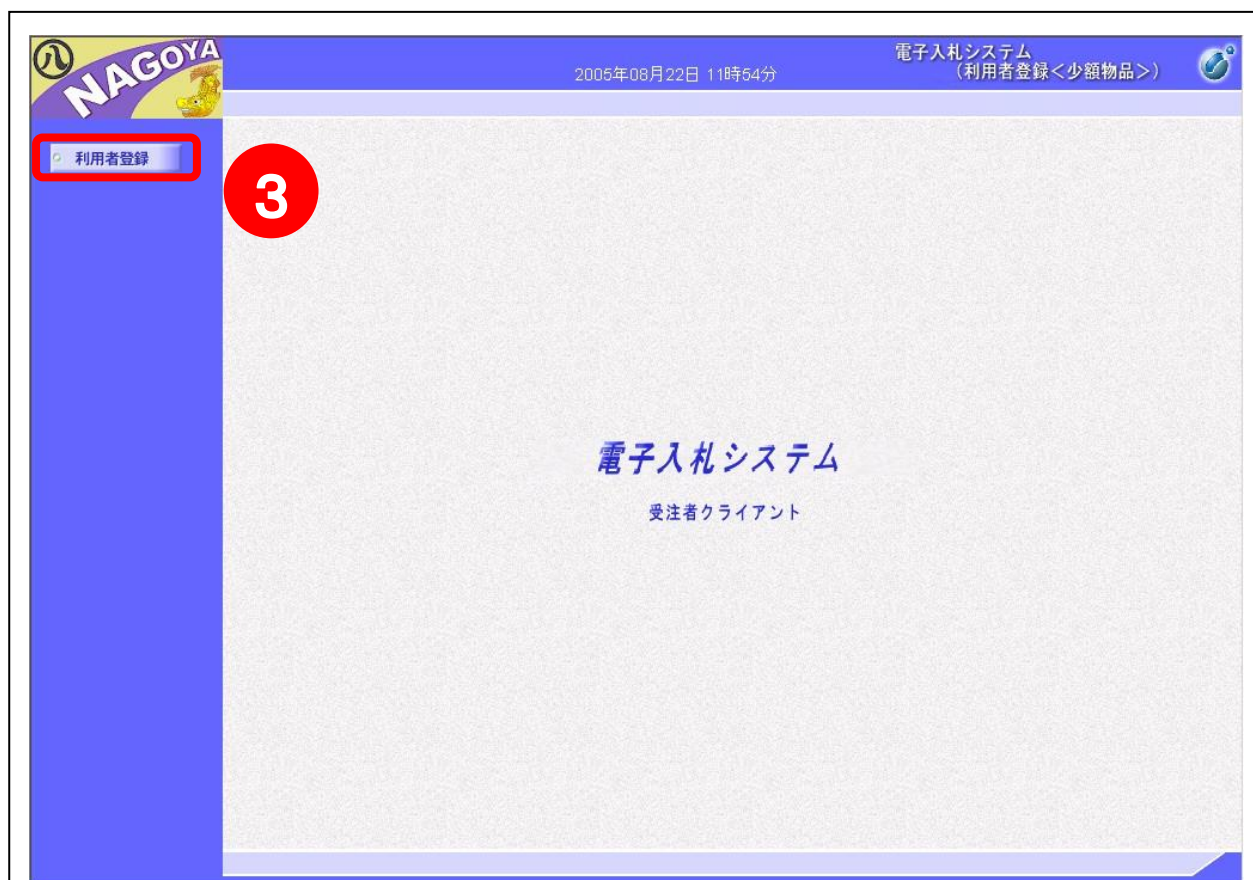 八
NAGOYA
2005年08月22日 11時54分
電子入札システム
(利用者登録<少額物品>)
利用者登録
3
電子入札システム
受注者クライアント